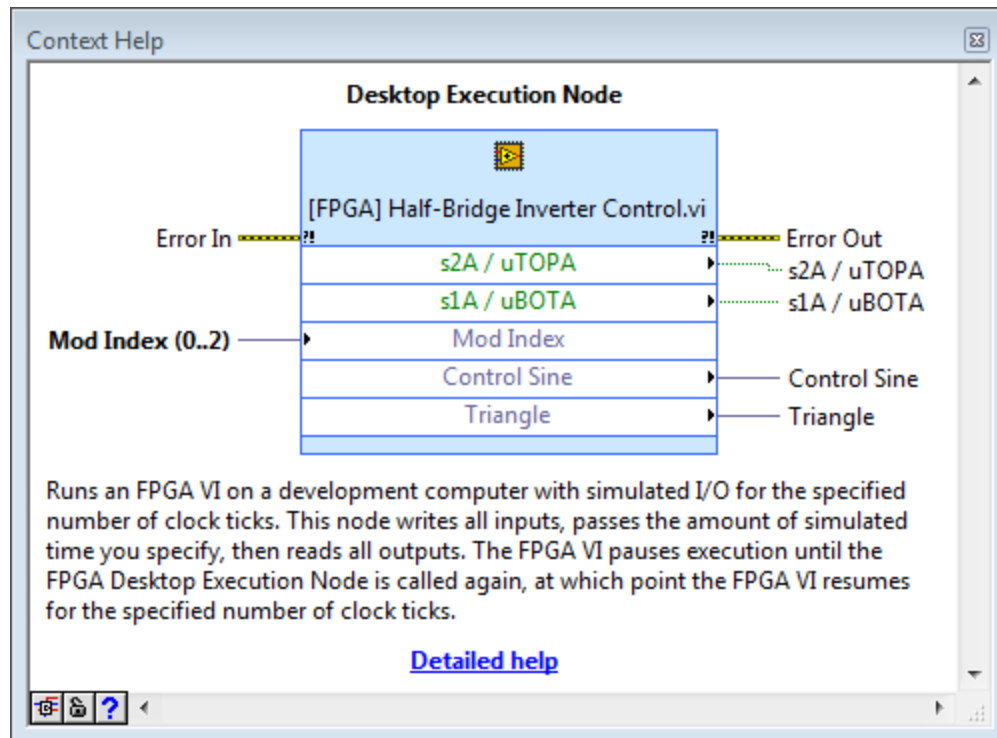 Context Help
Desktop Execution Node
[FPGA] Half-Bridge Inverter Control.vi
Error In ?! ?! Error Out
s2A / uTOPA s2A / uTOPA
s1A / uBOTA s1A / uBOTA
Mod Index (0..2) Mod Index
Control Sine Control Sine
Triangle Triangle
Runs an FPGA VI on a development computer with simulated I/O for the specified
number of clock ticks. This node writes all inputs, passes the amount of simulated
time you specify, then reads all outputs. The FPGA VI pauses execution until the
FPGA Desktop Execution Node is called again, at which point the FPGA VI resumes
for the specified number of clock ticks.
Detailed help
?